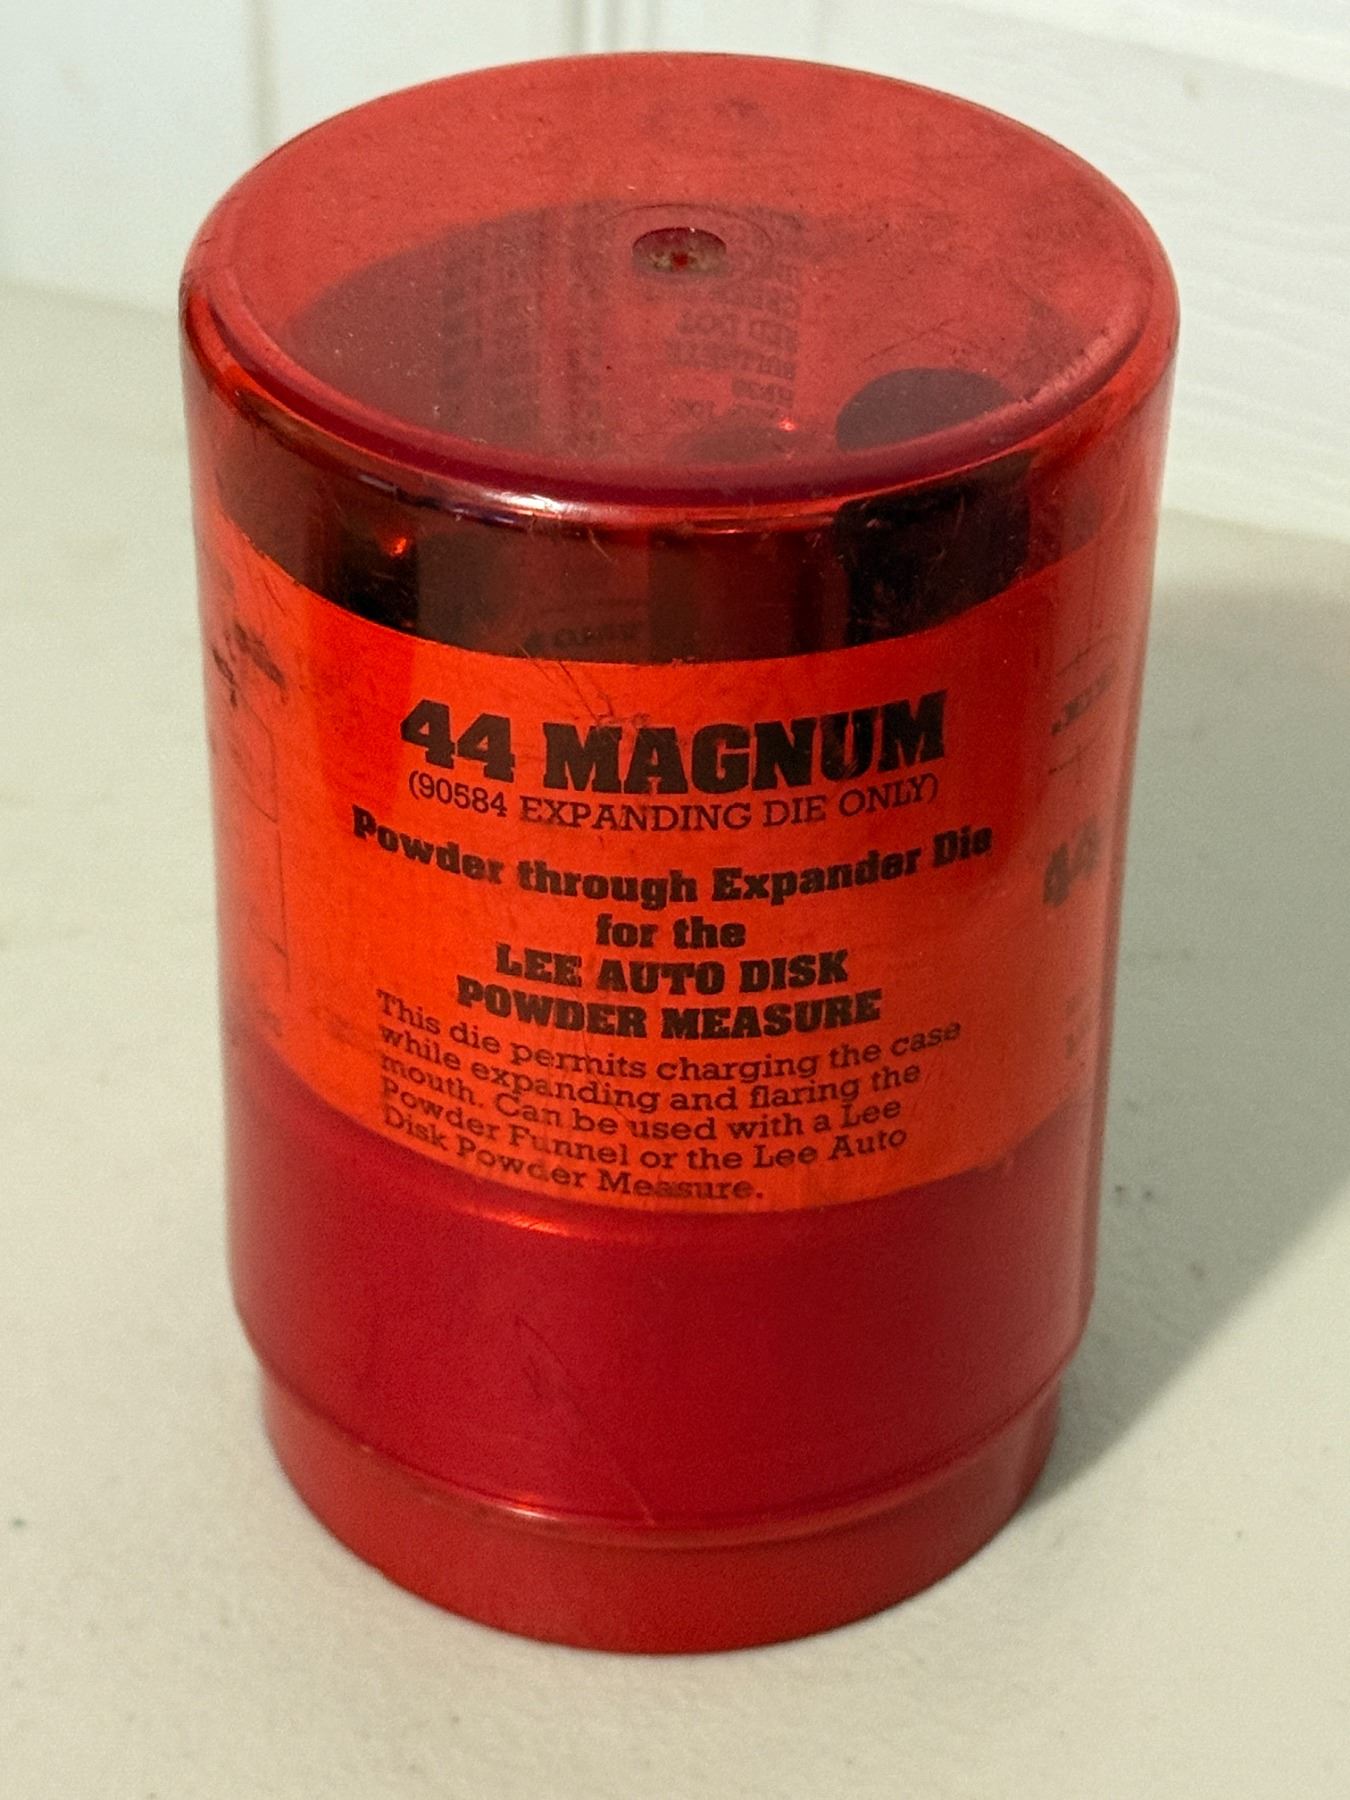 44 MAGNUM
(90584 EXPANDING DIE ONLY)
Powder through Expander Die
for the
LEE AUTO DISK
POWDER MEASURE
This die permits charging the case
while expanding and flaring the
mouth. Can be used with a Lee
Powder Funnel or the Lee Auto
Disk Powder Measure.
44